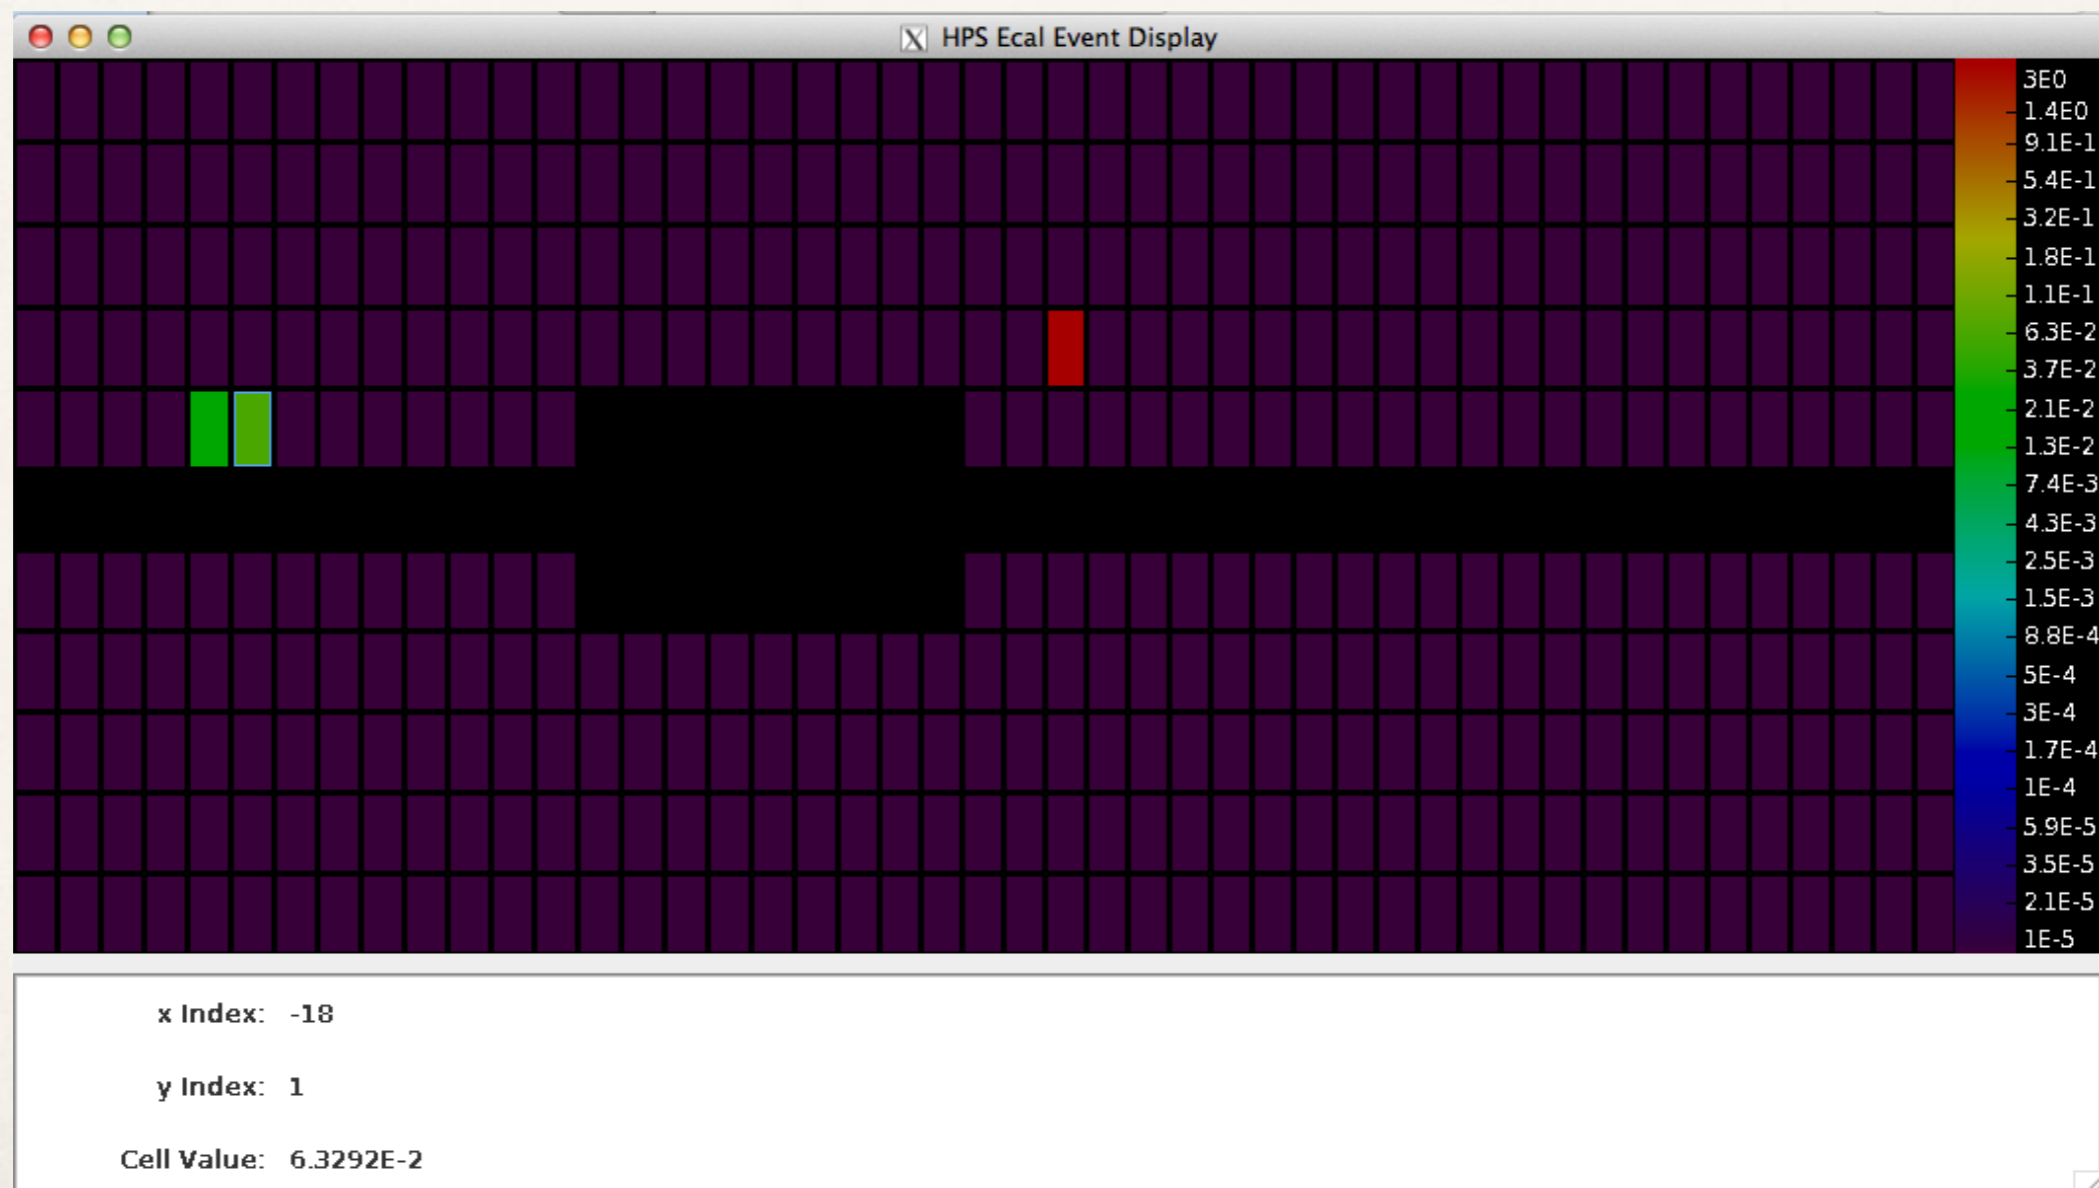 HPS Ecal Event Display
3E0
1.4E0
9.1E-1
5.4E-1
3.2E-1
1.8E-1
1.1E-1
6.3E-2
3.7E-2
2.1E-2
1.3E-2
7.4E-3
4.3E-3
2.5E-3
1.5E-3
8.8E-4
5E-4
3E-4
1.7E-4
1E-4
5.9E-5
3.5E-5
2.1E-5
1E-5
x Index: -18
y Index: 1
Cell Value: 6.3292E-2